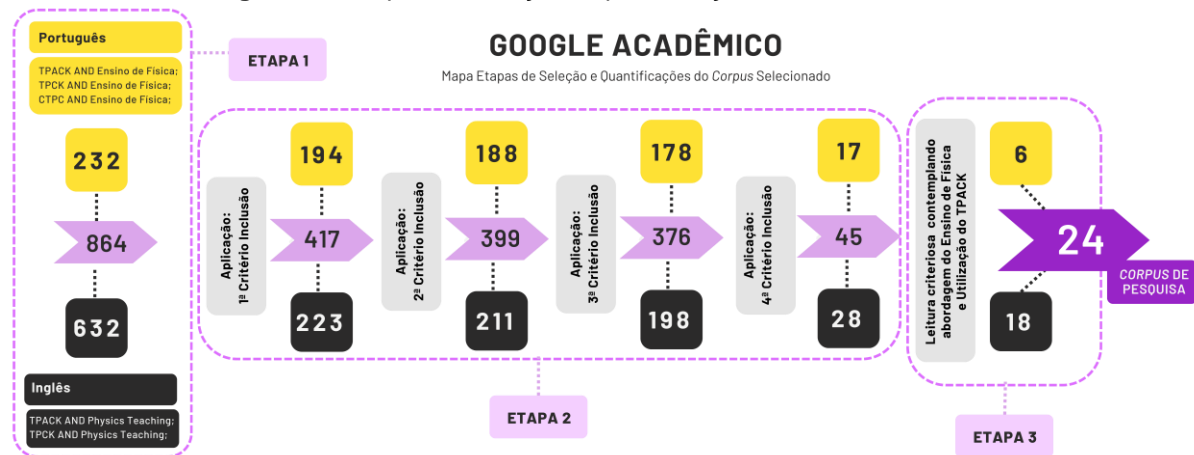 GOOGLE ACADÊMICO
Mapa Etapas de Seleção e Quantificações do Corpus Selecionado
Português
TPACK AND Ensino de Física;
TPCK AND Ensino de Física;
CTPC AND Ensino de Física;
ETAPA 1
232
864
632
Inglês
TPACK AND Physics Teaching;
TPCK AND Physics Teaching;
Aplicação:
1ª Critério Inclusão
194
417
223
Aplicação:
2ª Critério Inclusão
188
399
211
Aplicação:
3ª Critério Inclusão
178
376
198
Aplicação:
4ª Critério Inclusão
17
45
28
ETAPA 2
Leitura criteriosa contemplando
abordagem do Ensino de Física
e Utilização do TPACK
6
24
18
CORPUS DE
PESQUISA
ETAPA 3